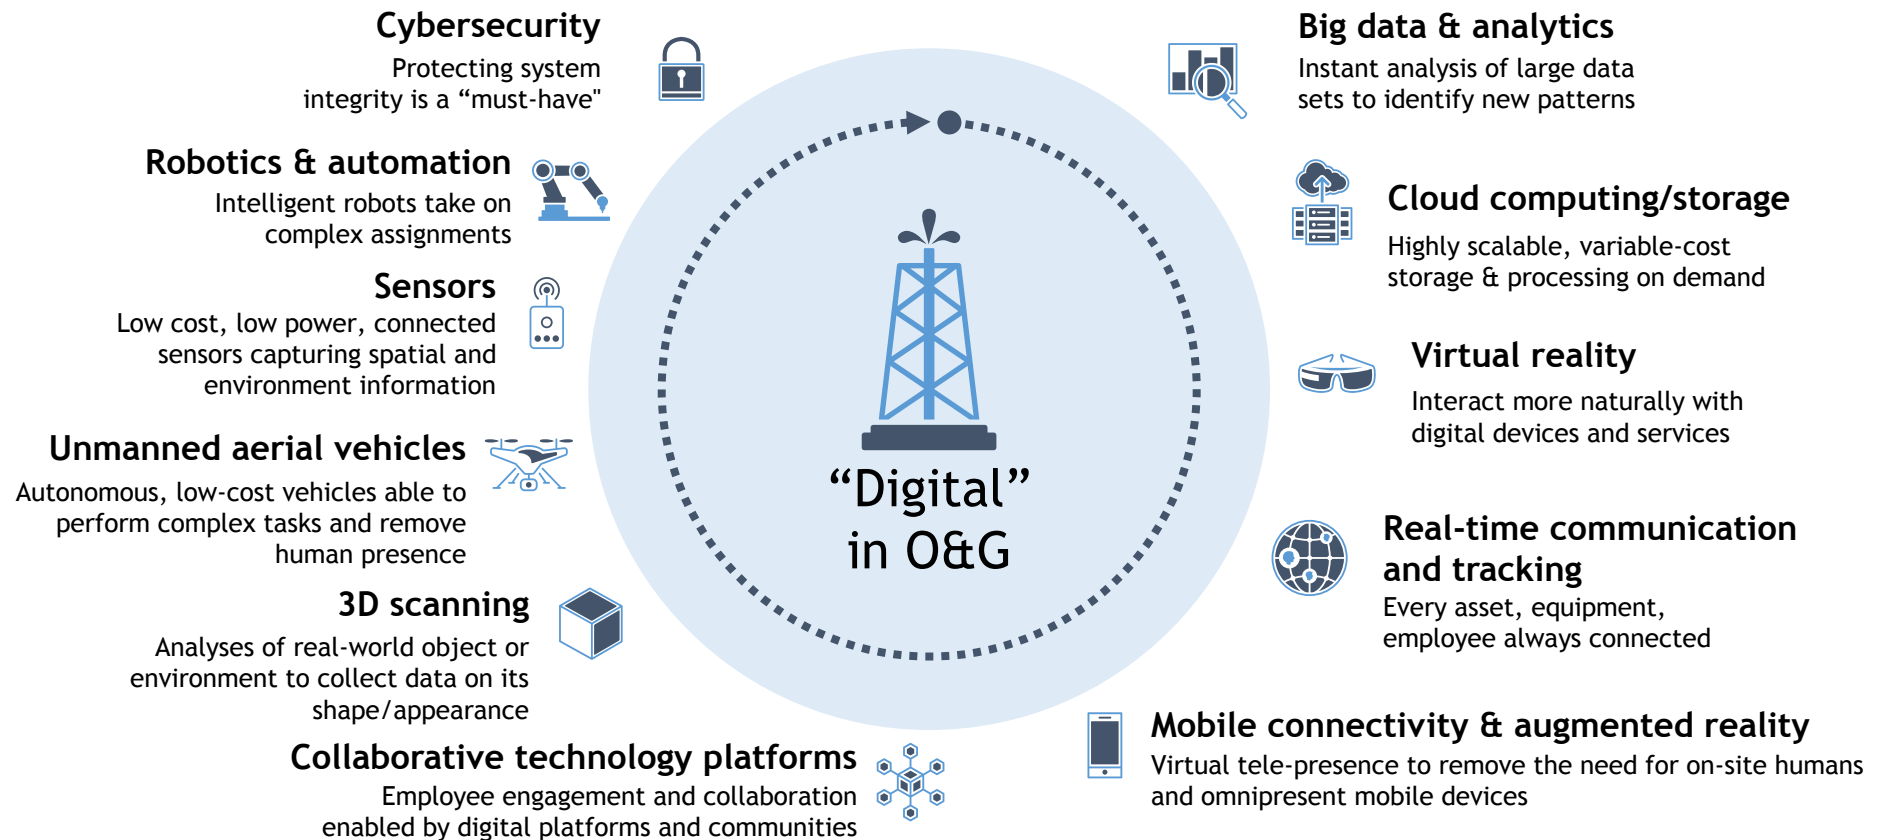 Cybersecurity
Protecting system
integrity is a “must-have"
Robotics & automation
Intelligent robots take on
complex assignments
Sensors
Low cost, low power, connected
sensors capturing spatial and
environment information
Unmanned aerial vehicles
Autonomous, low-cost vehicles able to
perform complex tasks and remove
human presence
3D scanning
Analyses of real-world object or
environment to collect data on its
shape/appearance
Collaborative technology platforms
Employee engagement and collaboration
enabled by digital platforms and communities
“Digital”
in O&G
Big data & analytics
Instant analysis of large data
sets to identify new patterns
Cloud computing/storage
Highly scalable, variable-cost
storage & processing on demand
Virtual reality
Interact more naturally with
digital devices and services
Real-time communication
and tracking
Every asset, equipment,
employee always connected
Mobile connectivity & augmented reality
Virtual tele-presence to remove the need for on-site humans
and omnipresent mobile devices